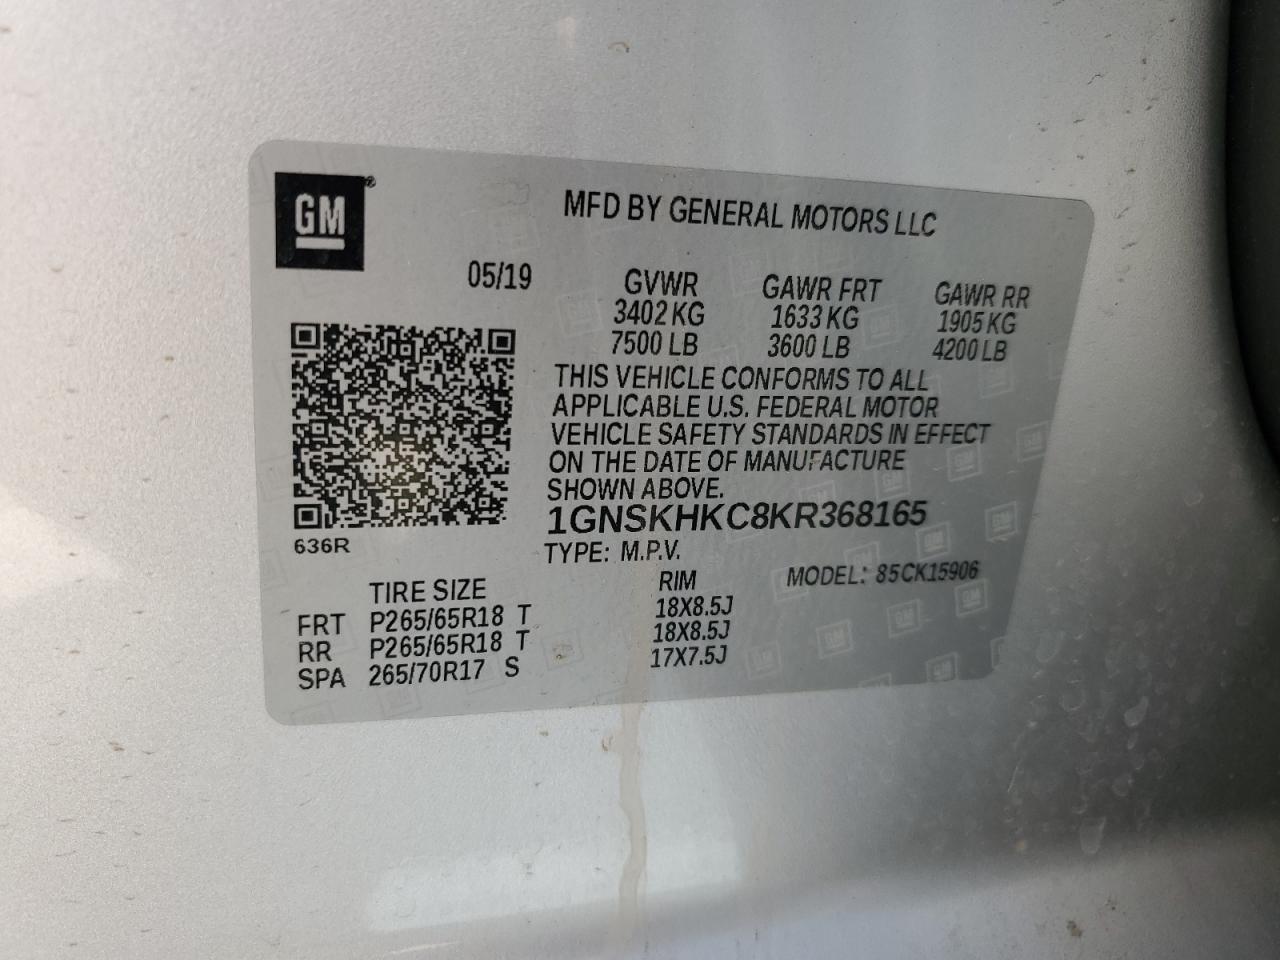 GM®
MFD BY GENERAL MOTORS LLC
05/19
GVWR GAWR FRT GAWR RR
3402 KG 1633 KG 1905 KG
7500 LB 3600 LB 4200 LB
THIS VEHICLE CONFORMS TO ALL
APPLICABLE U.S. FEDERAL MOTOR
VEHICLE SAFETY STANDARDS IN EFFECT
ON THE DATE OF MANUFACTURE
SHOWN ABOVE.
1GNSKHKC8KR368165
636R
TYPE: M.P.V. MODEL: 85CK15906
TIRE SIZE RIM
FRT P265/65R18 T 18X8.5J
RR P265/65R18 T 18X8.5J
SPA 265/70R17 S 17X7.5J